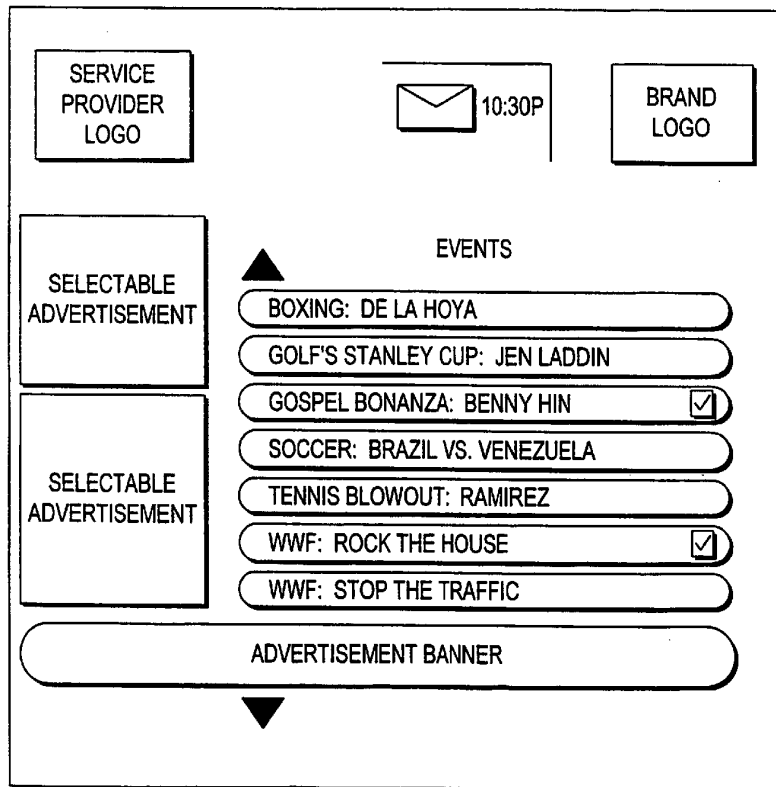 SERVICE
PROVIDER
LOGO
10:30P
BRAND
LOGO
SELECTABLE
ADVERTISEMENT
SELECTABLE
ADVERTISEMENT
EVENTS
BOXING: DE LA HOYA
GOLF'S STANLEY CUP: JEN LADDIN
GOSPEL BONANZA: BENNY HIN
SOCCER: BRAZIL VS. VENEZUELA
TENNIS BLOWOUT: RAMIREZ
WWF: ROCK THE HOUSE
WWF: STOP THE TRAFFIC
ADVERTISEMENT BANNER